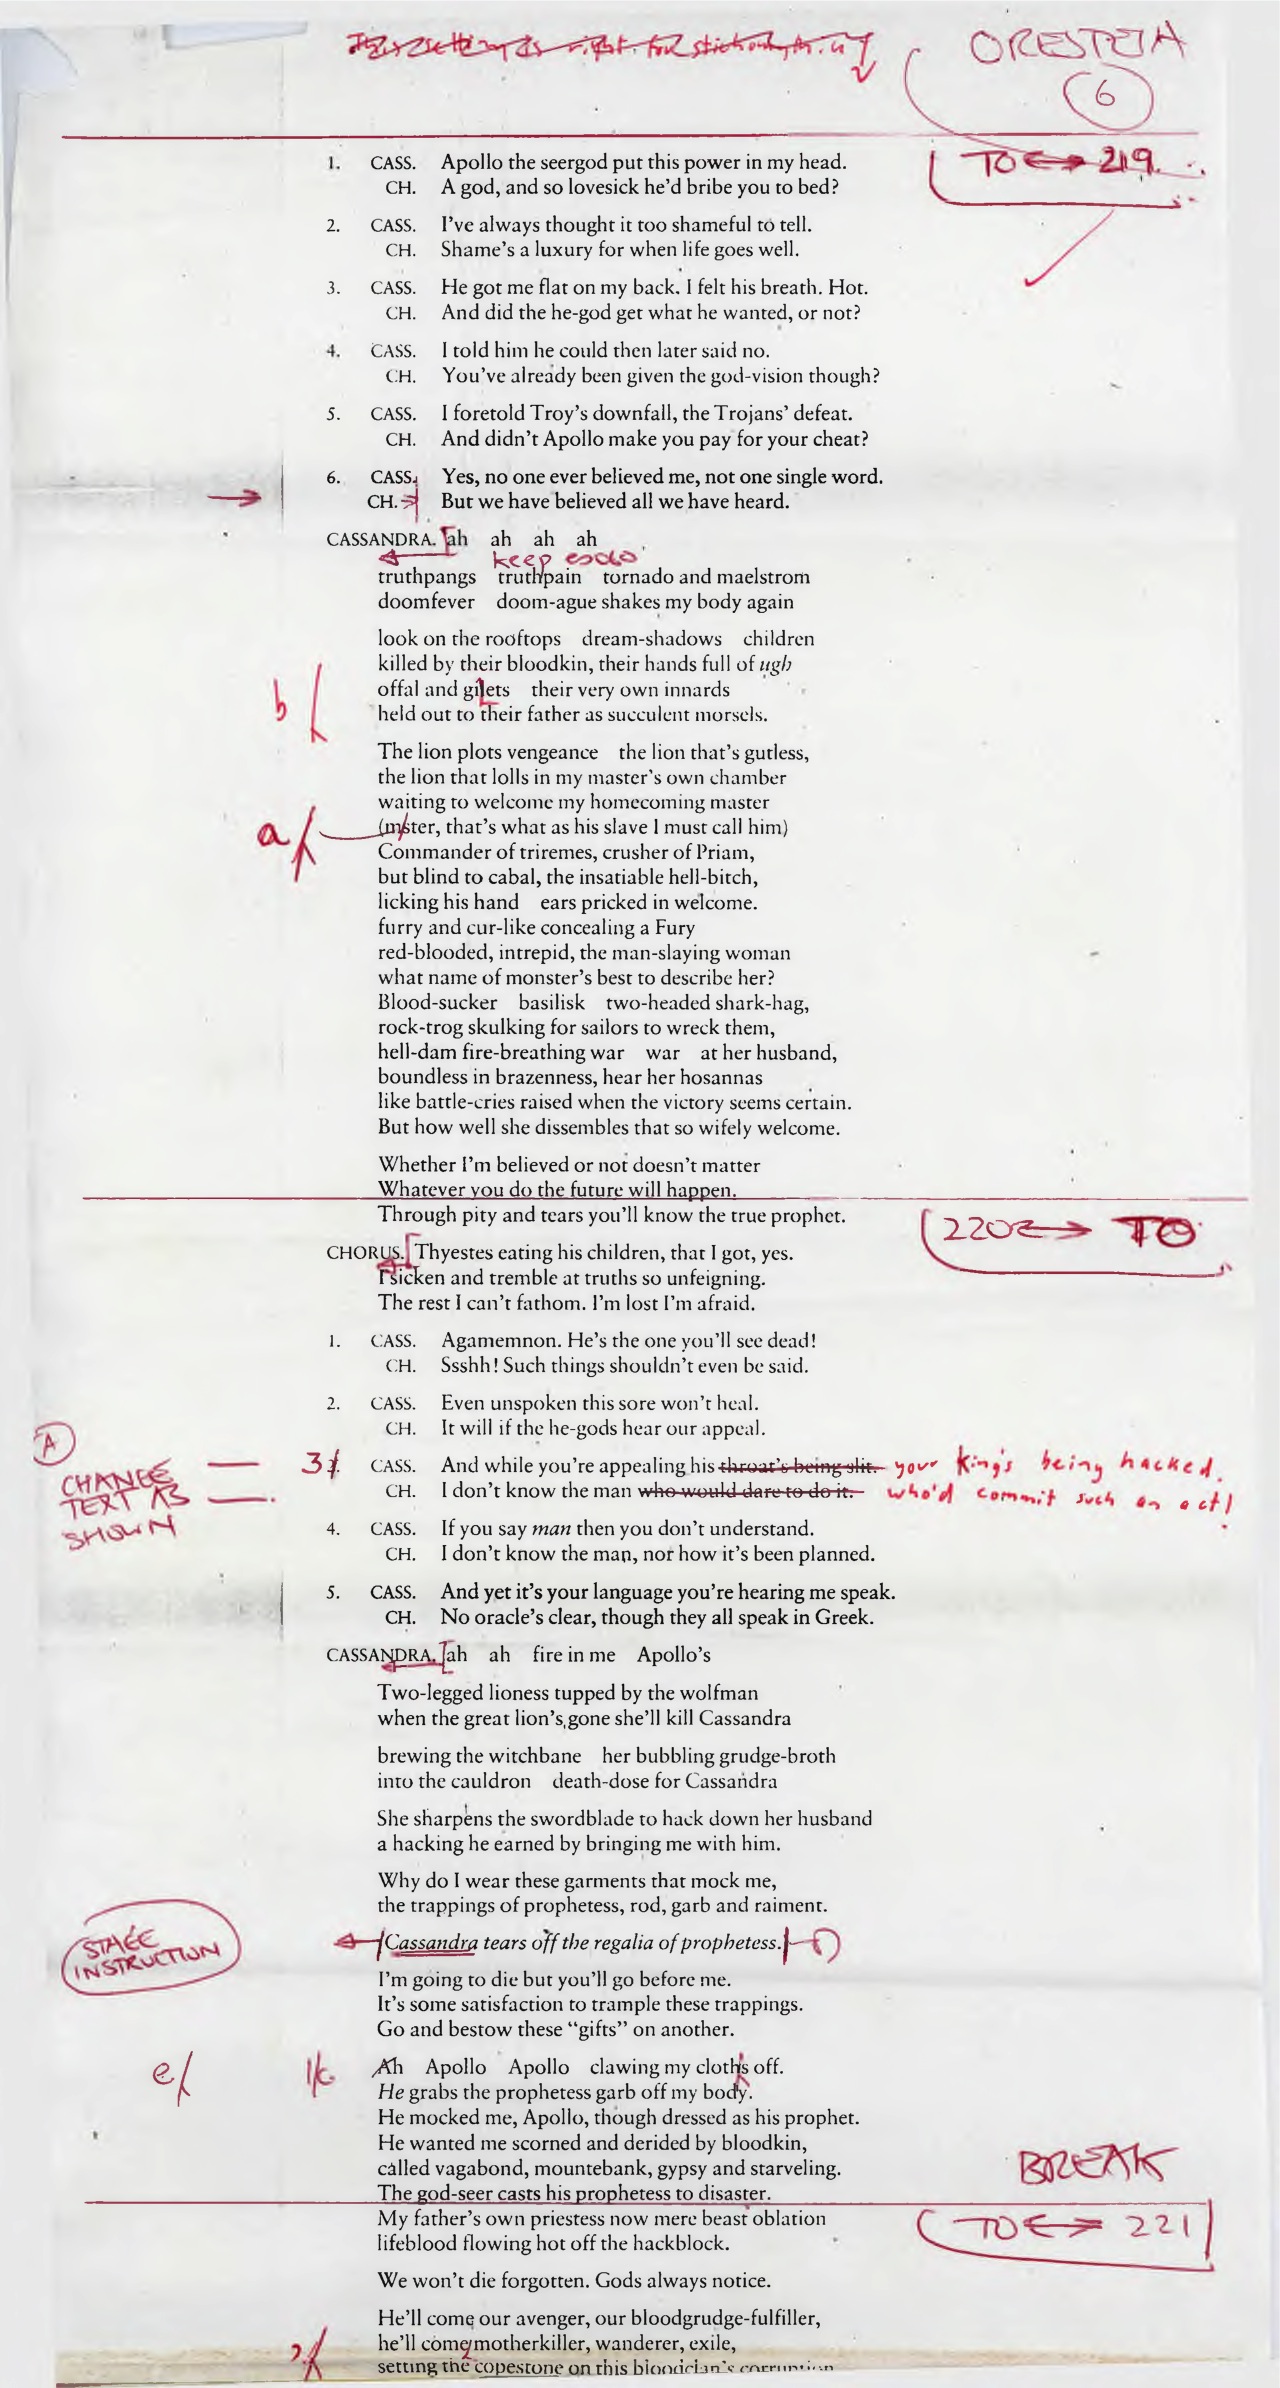 ORESTEIA
6
TO ↔ 219
1. CASS. Apollo the seergod put this power in my head.
CH. A god, and so lovesick he'd bribe you to bed?
2. CASS. I've always thought it too shameful to tell.
CH. Shame's a luxury for when life goes well.
3. CASS. He got me flat on my back. I felt his breath. Hot.
CH. And did the he-god get what he wanted, or not?
4. CASS. I told him he could then later said no.
CH. You've already been given the god-vision though?
5. CASS. I foretold Troy's downfall, the Trojans' defeat.
CH. And didn't Apollo make you pay for your cheat?
6. CASS. Yes, no one ever believed me, not one single word.
CH. But we have believed all we have heard.
CASSANDRA. ah ah ah ah
keep
truthpangs truthpain tornado and maelstrom
doomfever doom-ague shakes my body again
look on the rooftops dream-shadows children
killed by their bloodkin, their hands full of ugh
b
offal and gilets their very own innards
held out to their father as succulent morsels.
The lion plots vengeance the lion that's gutless,
the lion that lolls in my master's own chamber
waiting to welcome my homecoming master
a (mster, that's what as his slave I must call him)
Commander of triremes, crusher of Priam,
but blind to cabal, the insatiable hell-bitch,
licking his hand ears pricked in welcome.
furry and cur-like concealing a Fury
red-blooded, intrepid, the man-slaying woman
what name of monster's best to describe her?
Blood-sucker basilisk two-headed shark-hag,
rock-trog skulking for sailors to wreck them,
hell-dam fire-breathing war war at her husband,
boundless in brazenness, hear her hosannas
like battle-cries raised when the victory seems certain.
But how well she dissembles that so wifely welcome.
Whether I'm believed or not doesn't matter
Whatever you do the future will happen.
Through pity and tears you'll know the true prophet.
220 ↔ TO
CHORUS. Thyestes eating his children, that I got, yes.
I sicken and tremble at truths so unfeigning.
The rest I can't fathom. I'm lost I'm afraid.
1. CASS. Agamemnon. He's the one you'll see dead!
CH. Ssshh! Such things shouldn't even be said.
2. CASS. Even unspoken this sore won't heal.
CH. It will if the he-gods hear our appeal.
A
CHANGE
TEXT AS
SHOWN
3 CASS. And while you're appealing his throat's being slit. your King's being hacked.
CH. I don't know the man who would dare to do it. who'd commit such an act!
4. CASS. If you say man then you don't understand.
CH. I don't know the man, nor how it's been planned.
5. CASS. And yet it's your language you're hearing me speak.
CH. No oracle's clear, though they all speak in Greek.
CASSANDRA. ah ah fire in me Apollo's
Two-legged lioness tupped by the wolfman
when the great lion's gone she'll kill Cassandra
brewing the witchbane her bubbling grudge-broth
into the cauldron death-dose for Cassandra
She sharpens the swordblade to hack down her husband
a hacking he earned by bringing me with him.
Why do I wear these garments that mock me,
the trappings of prophetess, rod, garb and raiment.
STAGE
INSTRUCTION
Cassandra tears off the regalia of prophetess.
I'm going to die but you'll go before me.
It's some satisfaction to trample these trappings.
Go and bestow these "gifts" on another.
e/ l/c Ah Apollo Apollo clawing my cloths off.
He grabs the prophetess garb off my body.
He mocked me, Apollo, though dressed as his prophet.
He wanted me scorned and derided by bloodkin,
called vagabond, mountebank, gypsy and starveling.
BREAK
The god-seer casts his prophetess to disaster.
My father's own priestess now mere beast oblation
TO ↔ 221
lifeblood flowing hot off the hackblock.
We won't die forgotten. Gods always notice.
He'll come our avenger, our bloodgrudge-fulfiller,
he'll come, motherkiller, wanderer, exile,
setting the copestone on this bloodclan's corruption